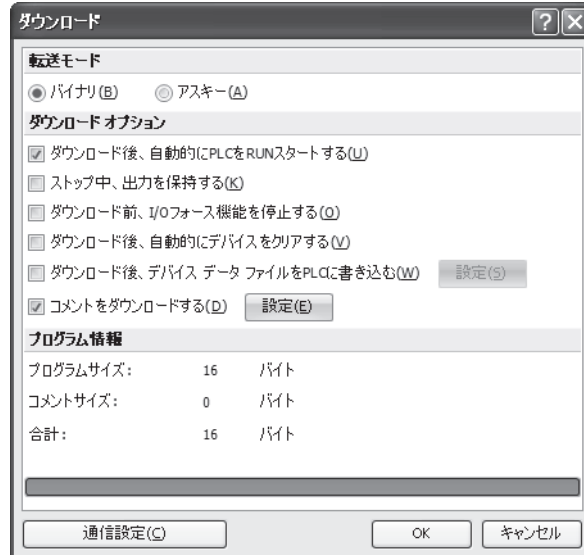 ダウンロード
転送モード
バイナリ(B) アスキー(A)
ダウンロード オプション
ダウンロード後、自動的にPLCをRUNスタートする(U)
ストップ中、出力を保持する(K)
ダウンロード前、I/Oフォース機能を停止する(O)
ダウンロード後、自動的にデバイスをクリアする(V)
ダウンロード後、デバイス データ ファイルをPLCに書き込む(W) 設定(S)
コメントをダウンロードする(D) 設定(E)
プログラム情報
プログラムサイズ: 16 バイト
コメントサイズ: 0 バイト
合計: 16 バイト
通信設定(C) OK キャンセル